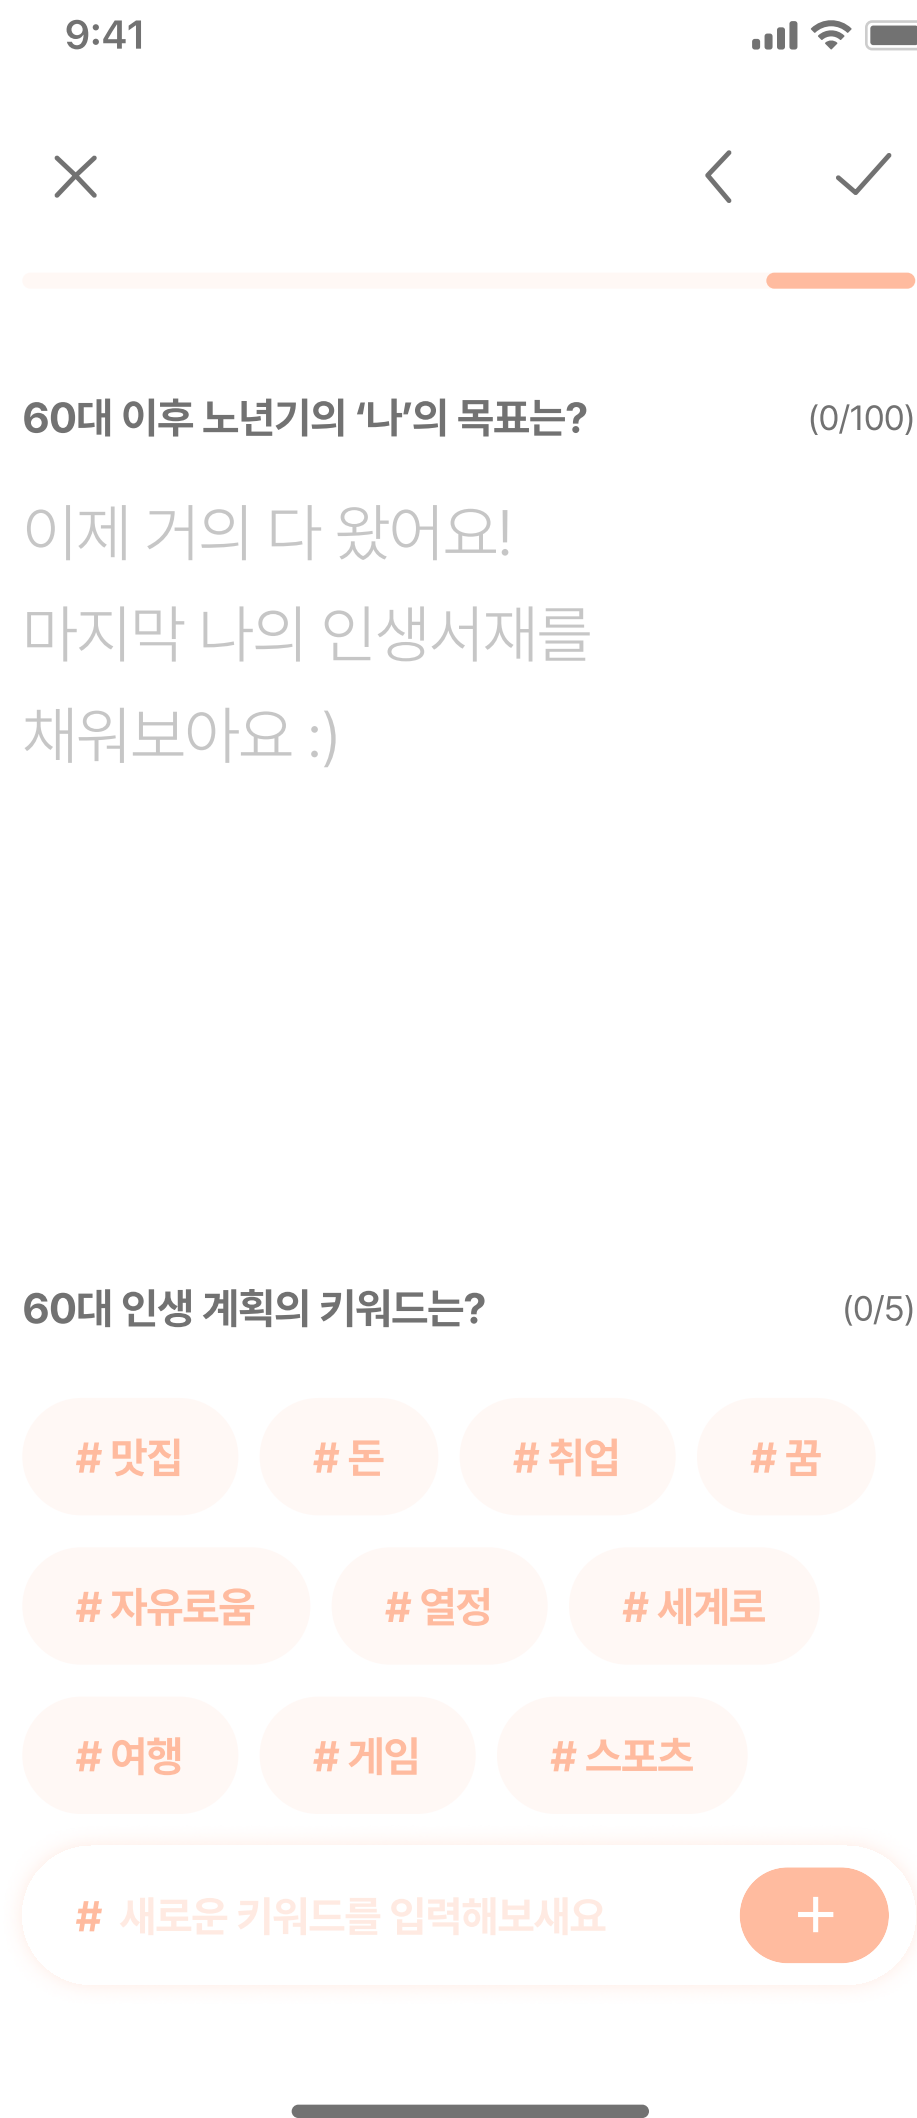 9:41
60대 이후 노년기의 ‘나’의 목표는? (0/100)
이제 거의 다 왔어요!
마지막 나의 인생서재를
채워보아요 :)
60대 인생 계획의 키워드는? (0/5)
# 맛집 # 돈 # 취업 # 꿈
# 자유로움 # 열정 # 세계로
# 여행 # 게임 # 스포츠
# 새로운 키워드를 입력해보새요 +